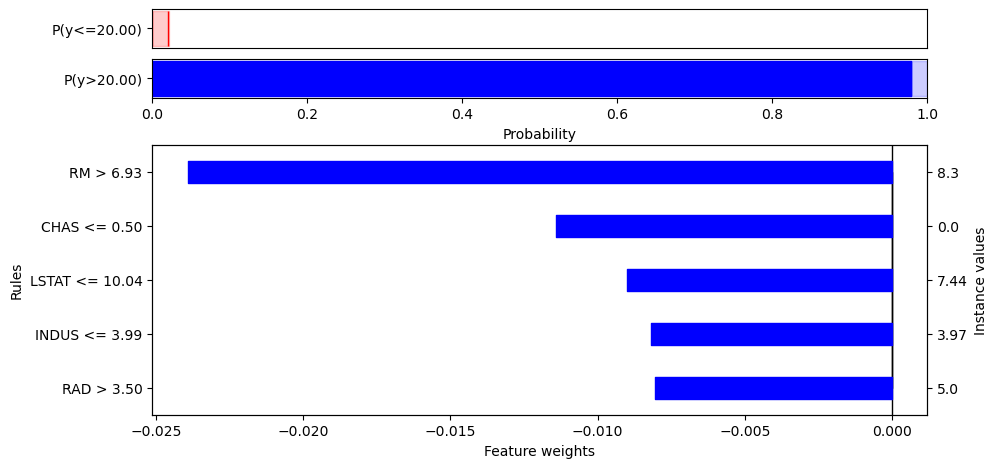 P(y<=20.00)
P(y>20.00)
0.0 0.2 0.4 0.6 0.8 1.0
Probability
Rules
RM > 6.93 8.3
CHAS <= 0.50 0.0
LSTAT <= 10.04 7.44
INDUS <= 3.99 3.97
RAD > 3.50 5.0
Instance values
−0.025 −0.020 −0.015 −0.010 −0.005 0.000
Feature weights